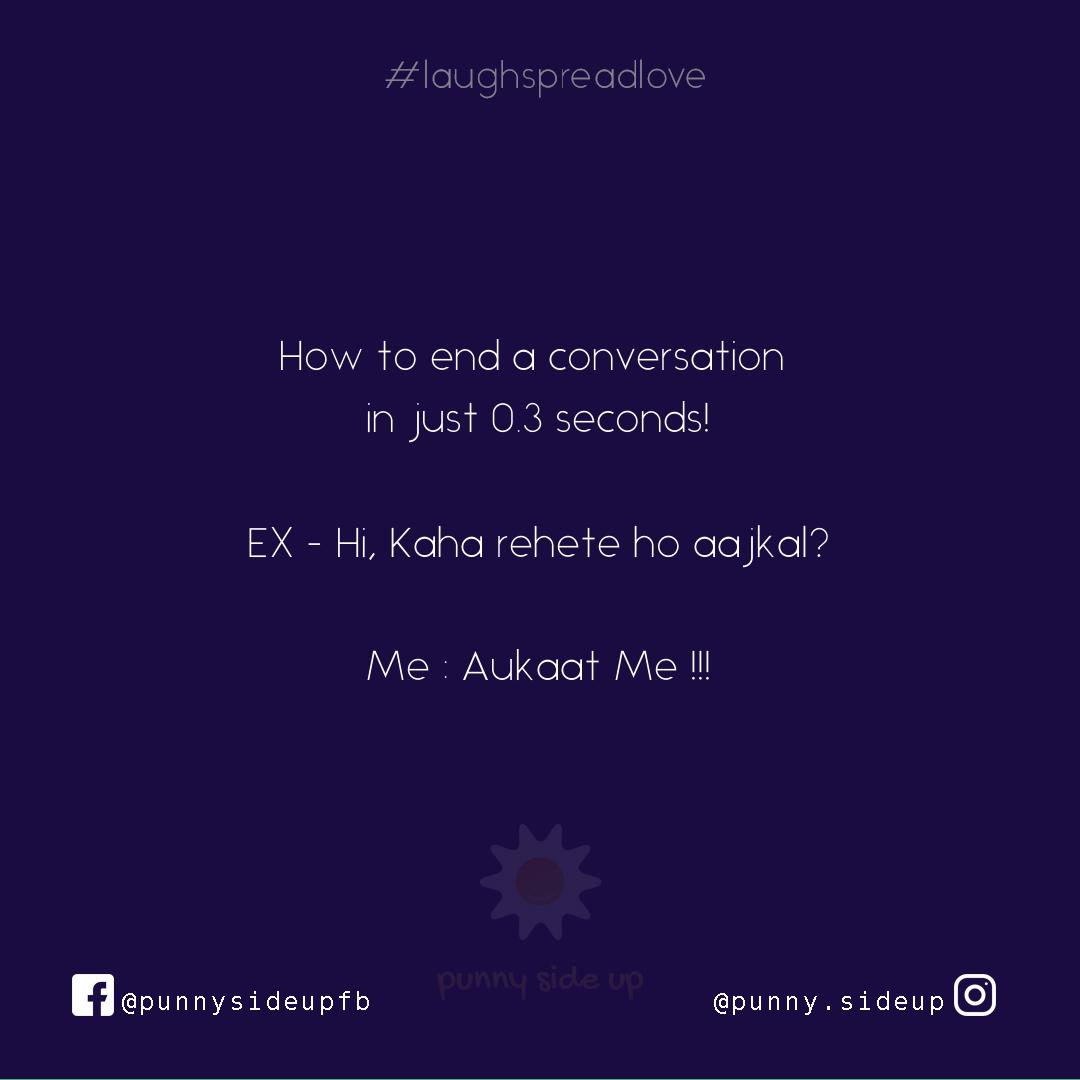 #laughspreadlove
How to end a conversation
in just 0.3 seconds!
EX - Hi, Kaha rehete ho aajkal?
Me : Aukaat Me !!!
punny side up
@punnysideupfb
@punny.sideup